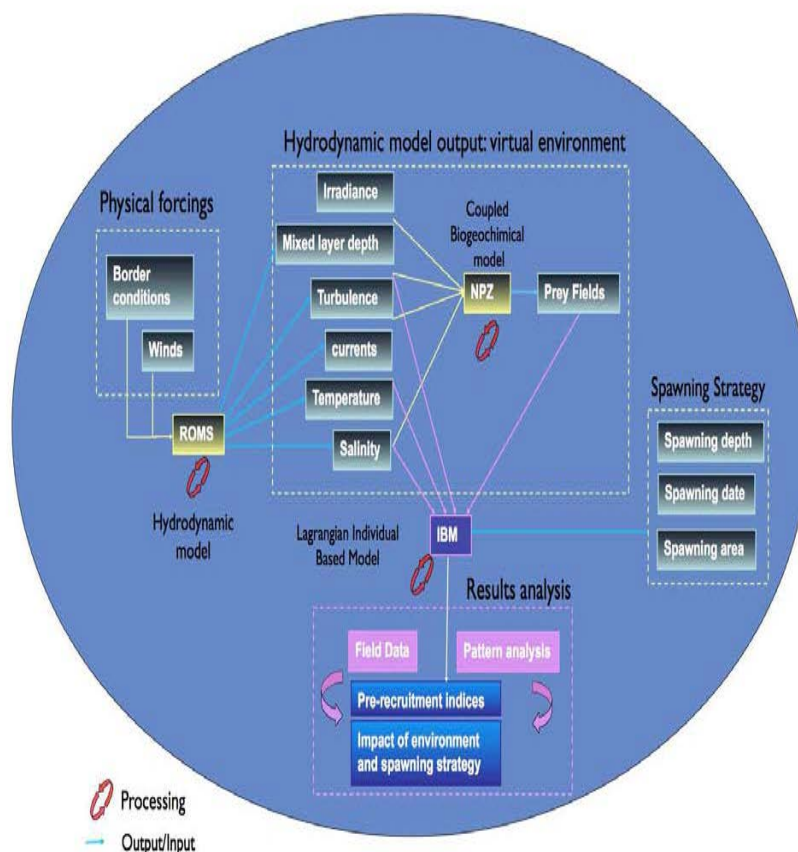 Hydrodynamic model output: virtual environment
Physical forcings
Border
conditions
Winds
ROMS
Hydrodynamic
model
Irradiance
Mixed layer depth
Turbulence
currents
Temperature
Salinity
Coupled
Biogeochimical
model
NPZ
Prey Fields
Spawning Strategy
Spawning depth
Spawning date
Spawning area
Lagrangian Individual
Based Model
IBM
Results analysis
Field Data
Pattern analysis
Pre-recruitment indices
Impact of environment
and spawning strategy
Processing
Output/Input